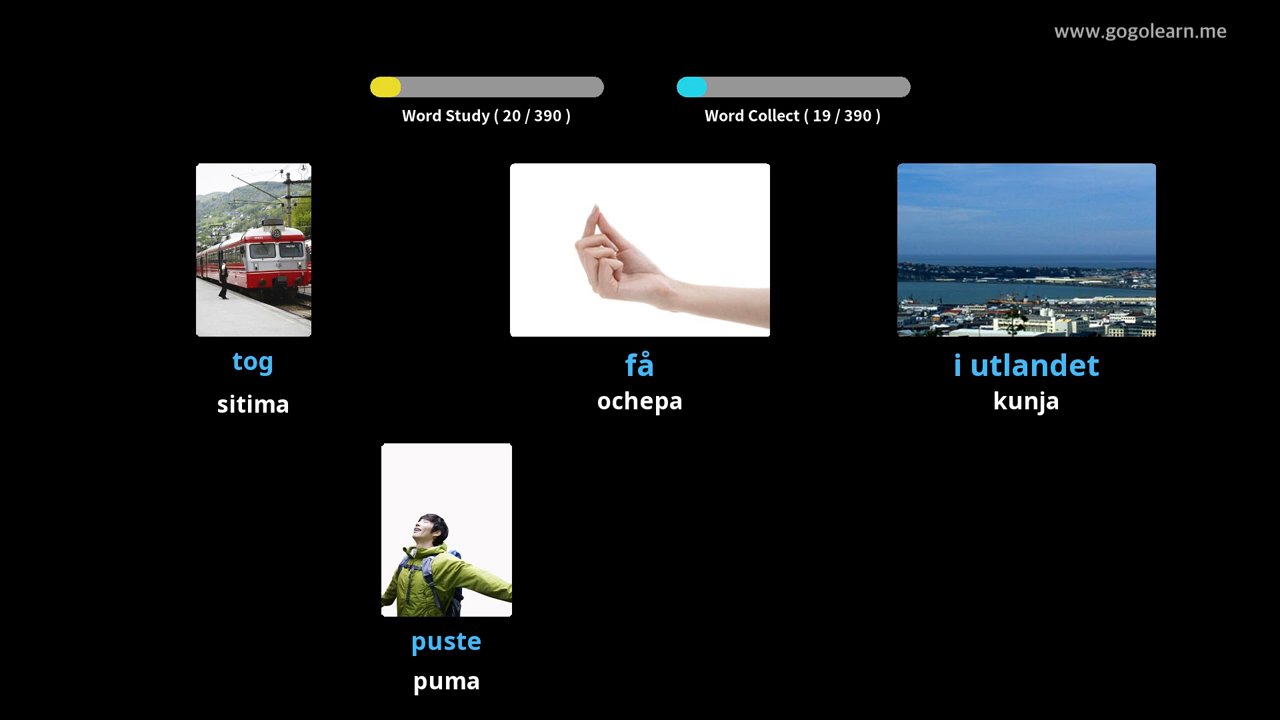 www.gogolearn.me
Word Study ( 20 / 390 )
Word Collect ( 19 / 390 )
tog
få
i utlandet
sitima
ochepa
kunja
puste
puma